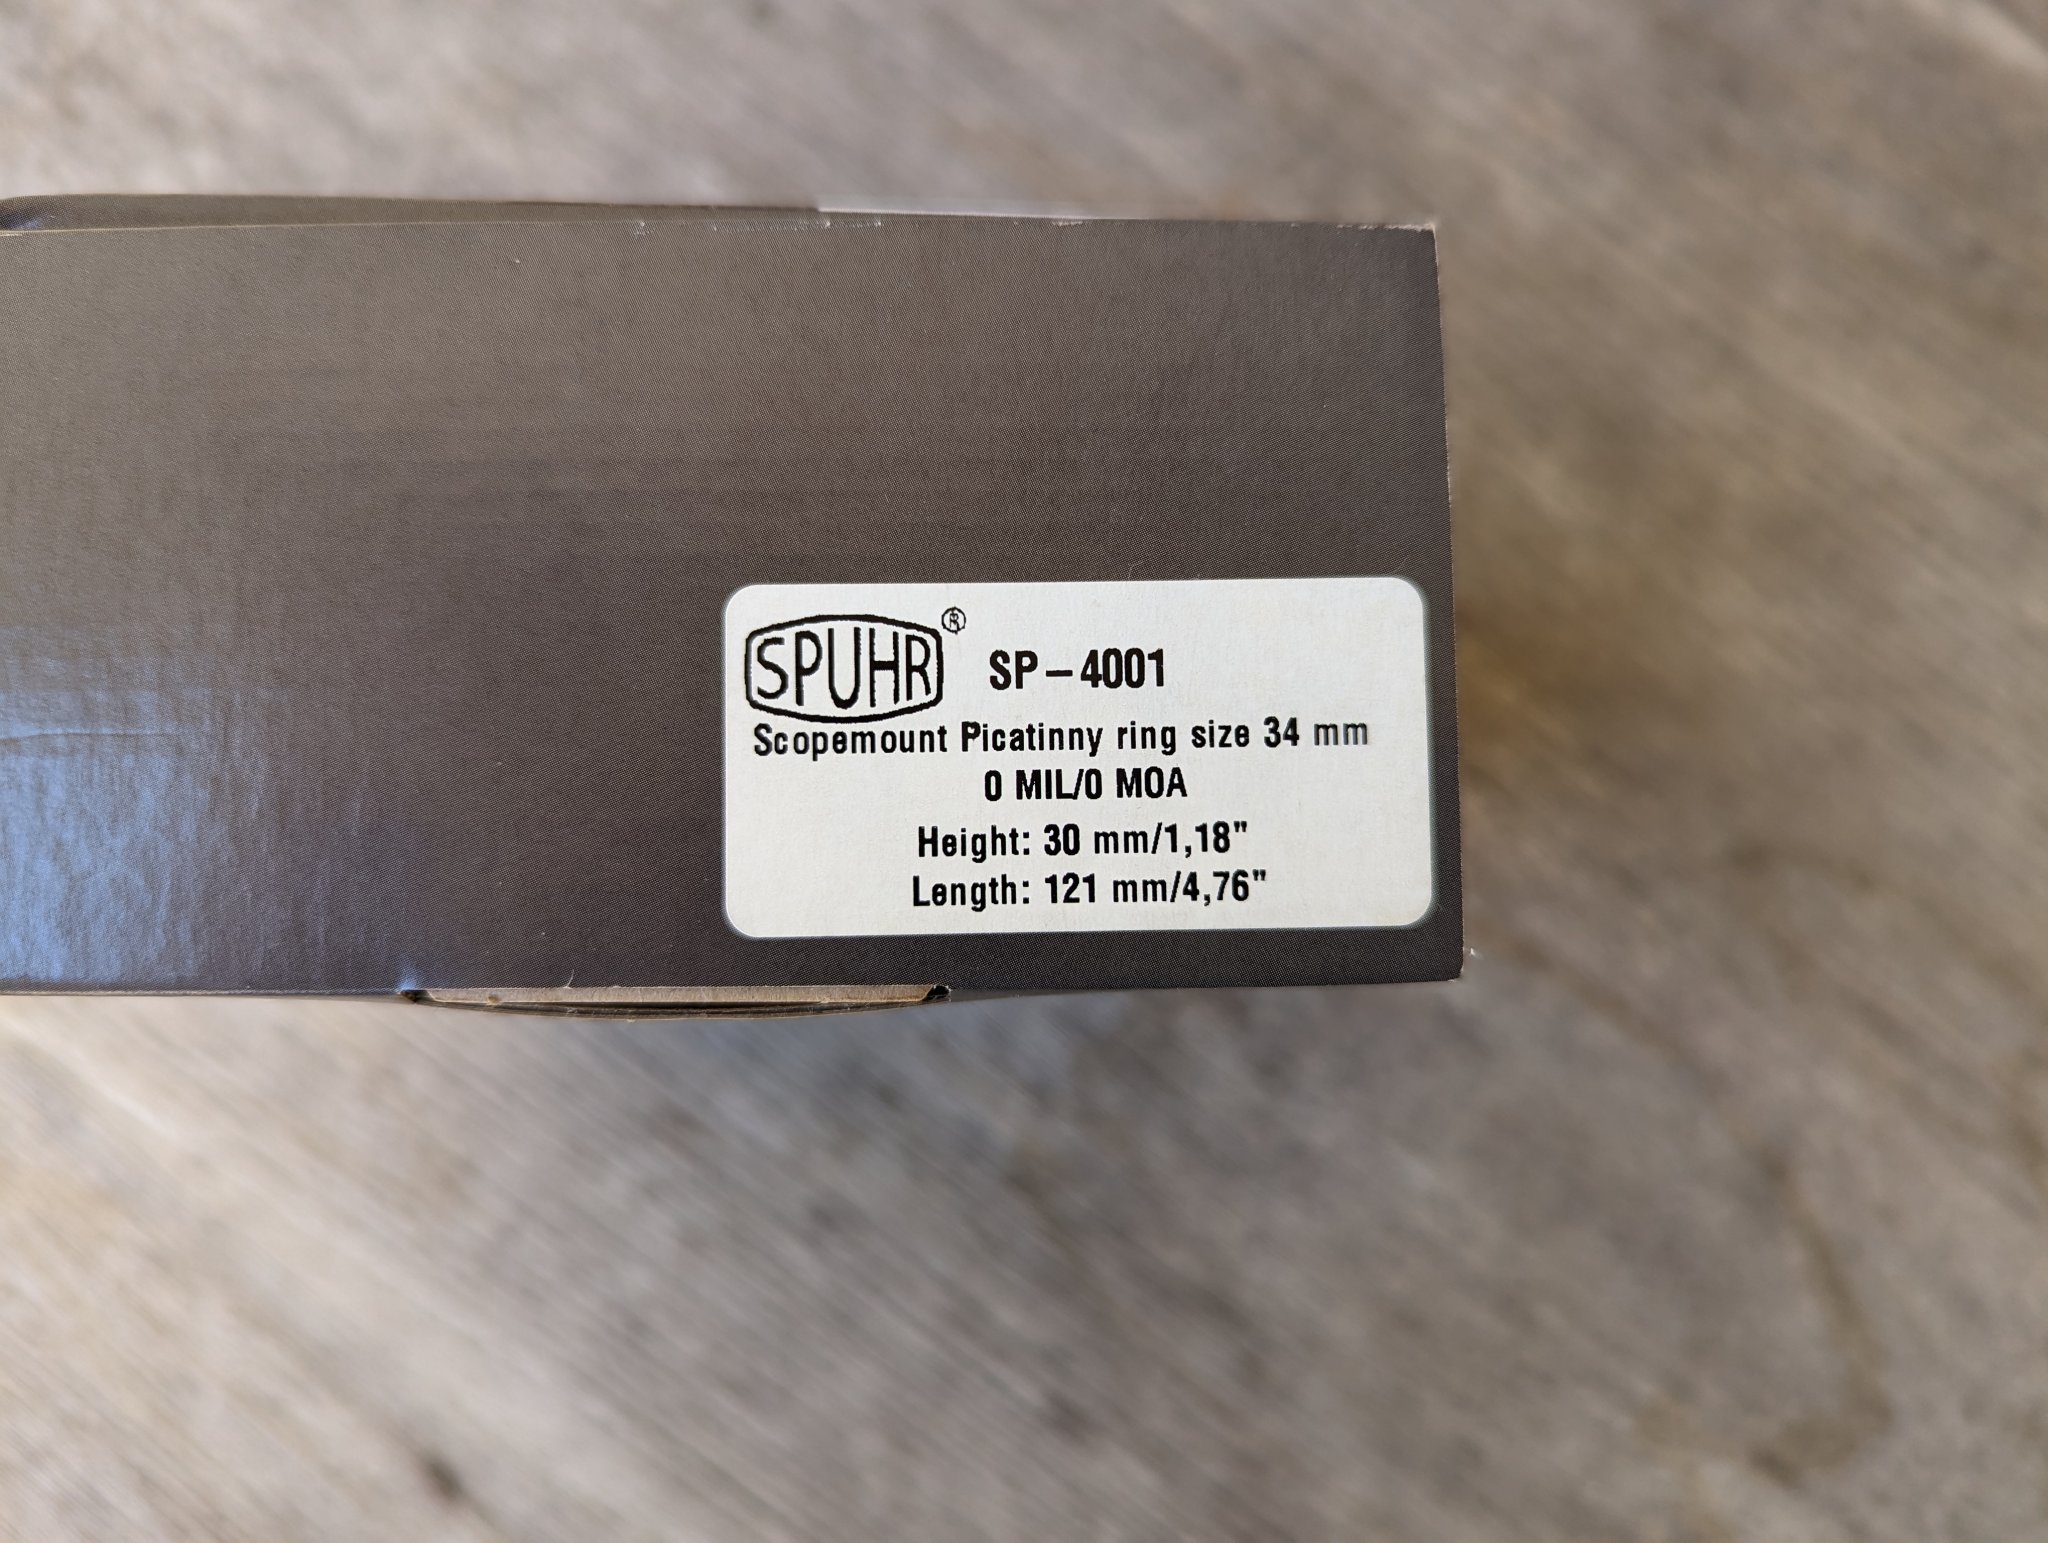 SPUHR® SP-4001
Scopemount Picatinny ring size 34 mm
0 MIL/0 MOA
Height: 30 mm/1,18"
Length: 121 mm/4,76"